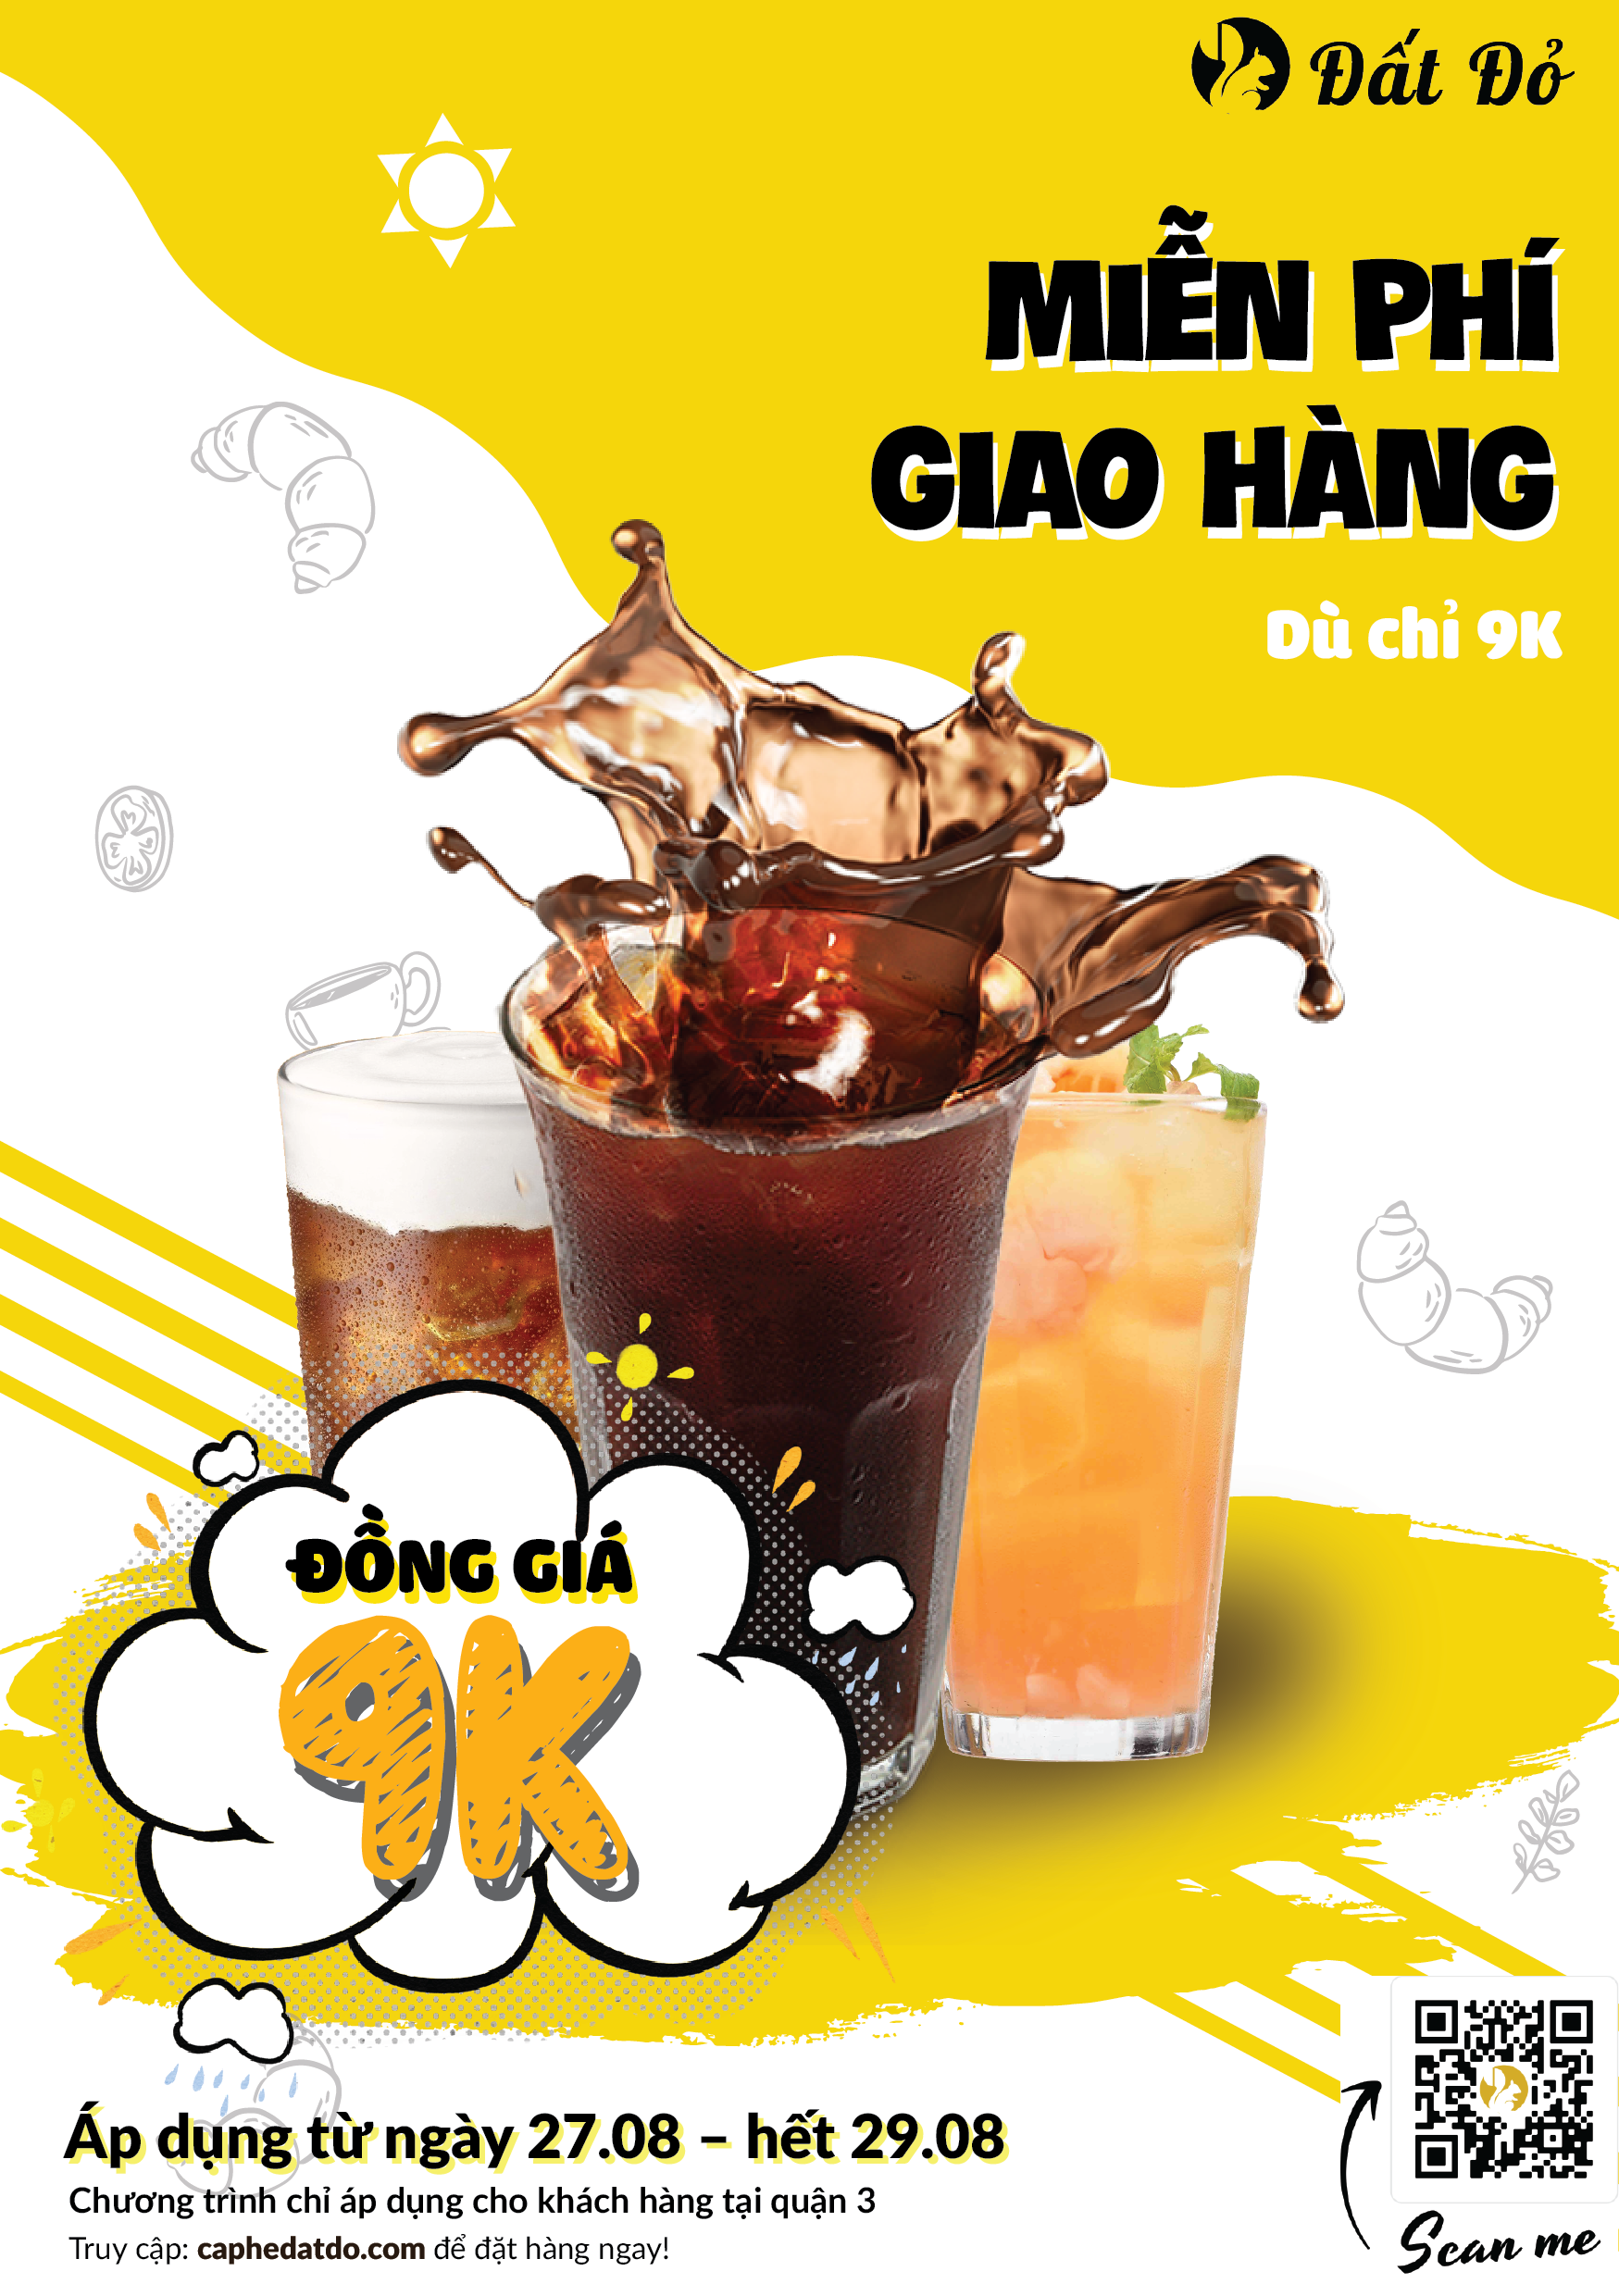 Đất Đỏ
MIỄN PHÍ
GIAO HÀNG
Dù chỉ 9K
ĐỒNG GIÁ
9K
Áp dụng từ ngày 27.08 – hết 29.08
Chương trình chỉ áp dụng cho khách hàng tại quận 3
Truy cập: caphedatdo.com để đặt hàng ngay!
Scan me